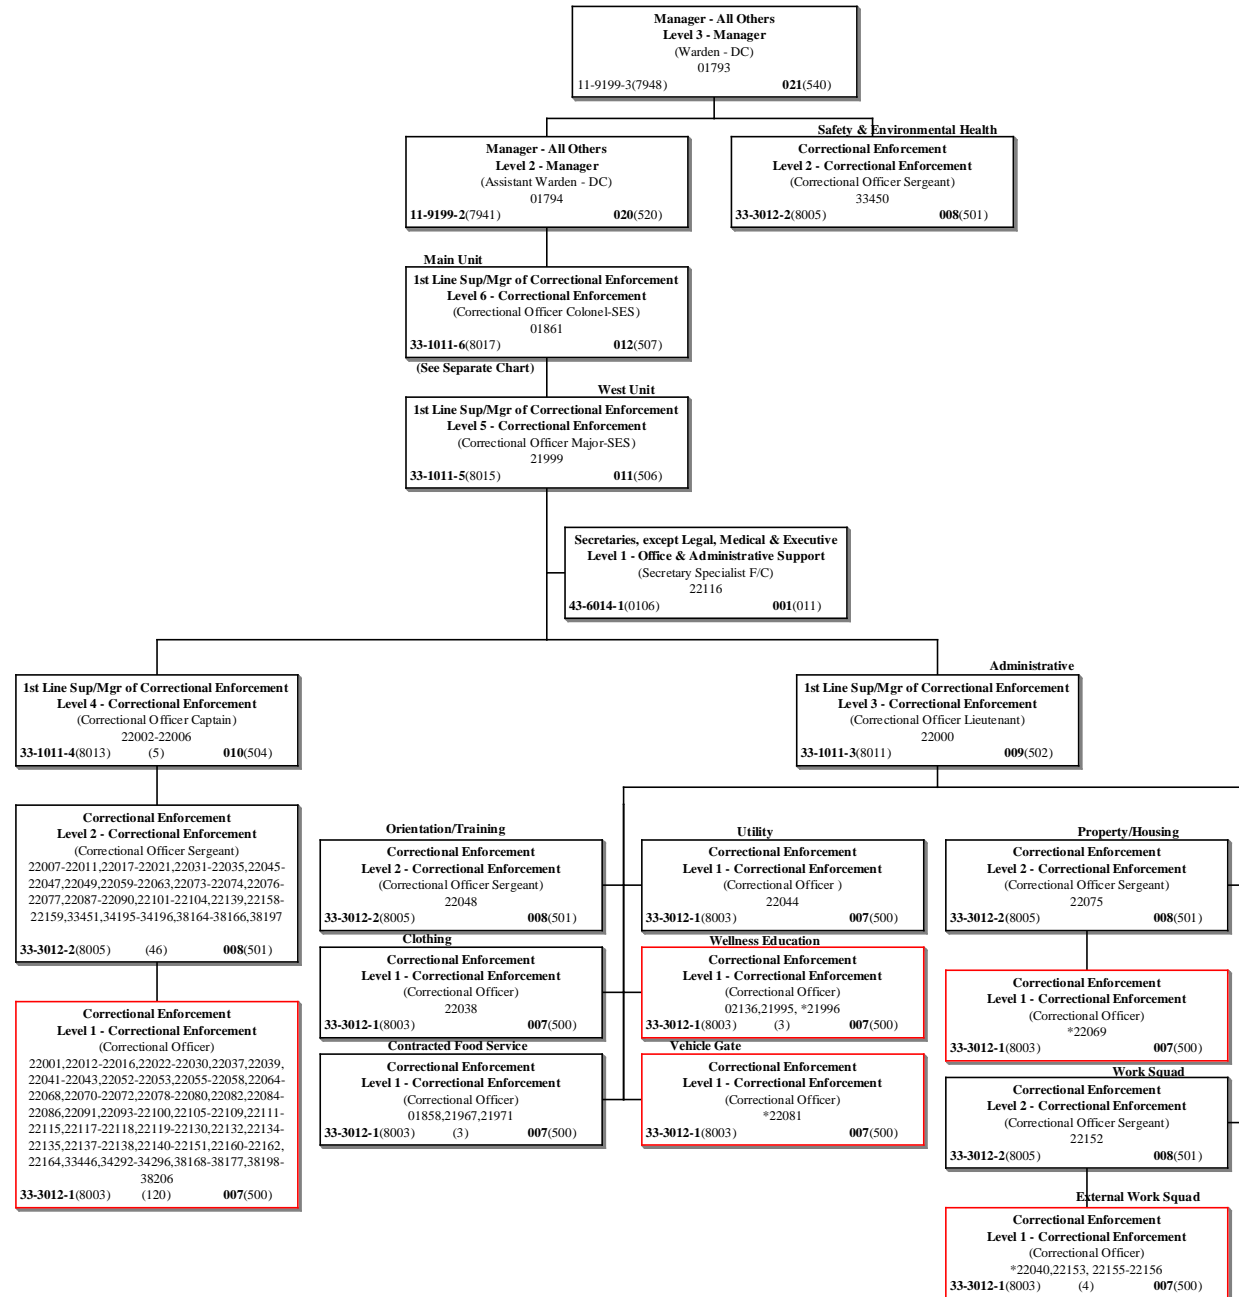 Manager - All Others
Level 3 - Manager
(Warden - DC)
01793
11-9199-3(7948) 021(540)
Safety & Environmental Health
Manager - All Others
Level 2 - Manager
(Assistant Warden - DC)
01794
11-9199-2(7941) 020(520)
Correctional Enforcement
Level 2 - Correctional Enforcement
(Correctional Officer Sergeant)
33450
33-3012-2(8005) 008(501)
Main Unit
1st Line Sup/Mgr of Correctional Enforcement
Level 6 - Correctional Enforcement
(Correctional Officer Colonel-SES)
01861
33-1011-6(8017) 012(507)
(See Separate Chart)
West Unit
1st Line Sup/Mgr of Correctional Enforcement
Level 5 - Correctional Enforcement
(Correctional Officer Major-SES)
21999
33-1011-5(8015) 011(506)
Secretaries, except Legal, Medical & Executive
Level 1 - Office & Administrative Support
(Secretary Specialist F/C)
22116
43-6014-1(0106) 001(011)
1st Line Sup/Mgr of Correctional Enforcement
Level 4 - Correctional Enforcement
(Correctional Officer Captain)
22002-22006
33-1011-4(8013) (5) 010(504)
Administrative
1st Line Sup/Mgr of Correctional Enforcement
Level 3 - Correctional Enforcement
(Correctional Officer Lieutenant)
22000
33-1011-3(8011) 009(502)
Correctional Enforcement
Level 2 - Correctional Enforcement
(Correctional Officer Sergeant)
22007-22011,22017-22021,22031-22035,22045-
22047,22049,22059-22063,22073-22074,22076-
22077,22087-22090,22101-22104,22139,22158-
22159,33451,34195-34196,38164-38166,38197
33-3012-2(8005) (46) 008(501)
Correctional Enforcement
Level 1 - Correctional Enforcement
(Correctional Officer)
22001,22012-22016,22022-22030,22037,22039,
22041-22043,22052-22053,22055-22058,22064-
22068,22070-22072,22078-22080,22082,22084-
22086,22091,22093-22100,22105-22109,22111-
22115,22117-22118,22119-22130,22132,22134-
22135,22137-22138,22140-22151,22160-22162,
22164,33446,34292-34296,38168-38177,38198-
38206
33-3012-1(8003) (120) 007(500)
Orientation/Training
Correctional Enforcement
Level 2 - Correctional Enforcement
(Correctional Officer Sergeant)
22048
33-3012-2(8005) 008(501)
Clothing
Correctional Enforcement
Level 1 - Correctional Enforcement
(Correctional Officer)
22038
33-3012-1(8003) 007(500)
Contracted Food Service
Correctional Enforcement
Level 1 - Correctional Enforcement
(Correctional Officer)
01858,21967,21971
33-3012-1(8003) (3) 007(500)
Utility
Correctional Enforcement
Level 1 - Correctional Enforcement
(Correctional Officer )
22044
33-3012-1(8003) 007(500)
Wellness Education
Correctional Enforcement
Level 1 - Correctional Enforcement
(Correctional Officer)
02136,21995, *21996
33-3012-1(8003) (3) 007(500)
Vehicle Gate
Correctional Enforcement
Level 1 - Correctional Enforcement
(Correctional Officer)
*22081
33-3012-1(8003) 007(500)
Property/Housing
Correctional Enforcement
Level 2 - Correctional Enforcement
(Correctional Officer Sergeant)
22075
33-3012-2(8005) 008(501)
Correctional Enforcement
Level 1 - Correctional Enforcement
(Correctional Officer)
*22069
33-3012-1(8003) 007(500)
Work Squad
Correctional Enforcement
Level 2 - Correctional Enforcement
(Correctional Officer Sergeant)
22152
33-3012-2(8005) 008(501)
External Work Squad
Correctional Enforcement
Level 1 - Correctional Enforcement
(Correctional Officer)
*22040,22153, 22155-22156
33-3012-1(8003) (4) 007(500)